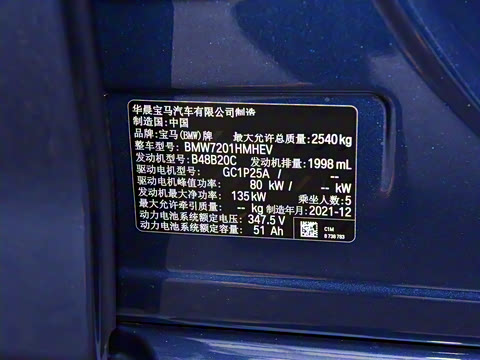 华晨宝马汽车有限公司制造
制造国: 中国
品牌: 宝马(BMW)牌 最大允许总质量: 2540kg
整车型号: BMW7201HMHEV
发动机型号: B48B20C 发动机排量: 1998 mL
驱动电机型号: GC1P25A / --
驱动电机峰值功率: 80 kW / -- kW
发动机最大净功率: 135kW 乘坐人数: 5
最大允许牵引质量: -- kg 制造年月: 2021-12
动力电池系统额定电压: 347.5 V
动力电池系统额定容量: 51 Ah
C1M